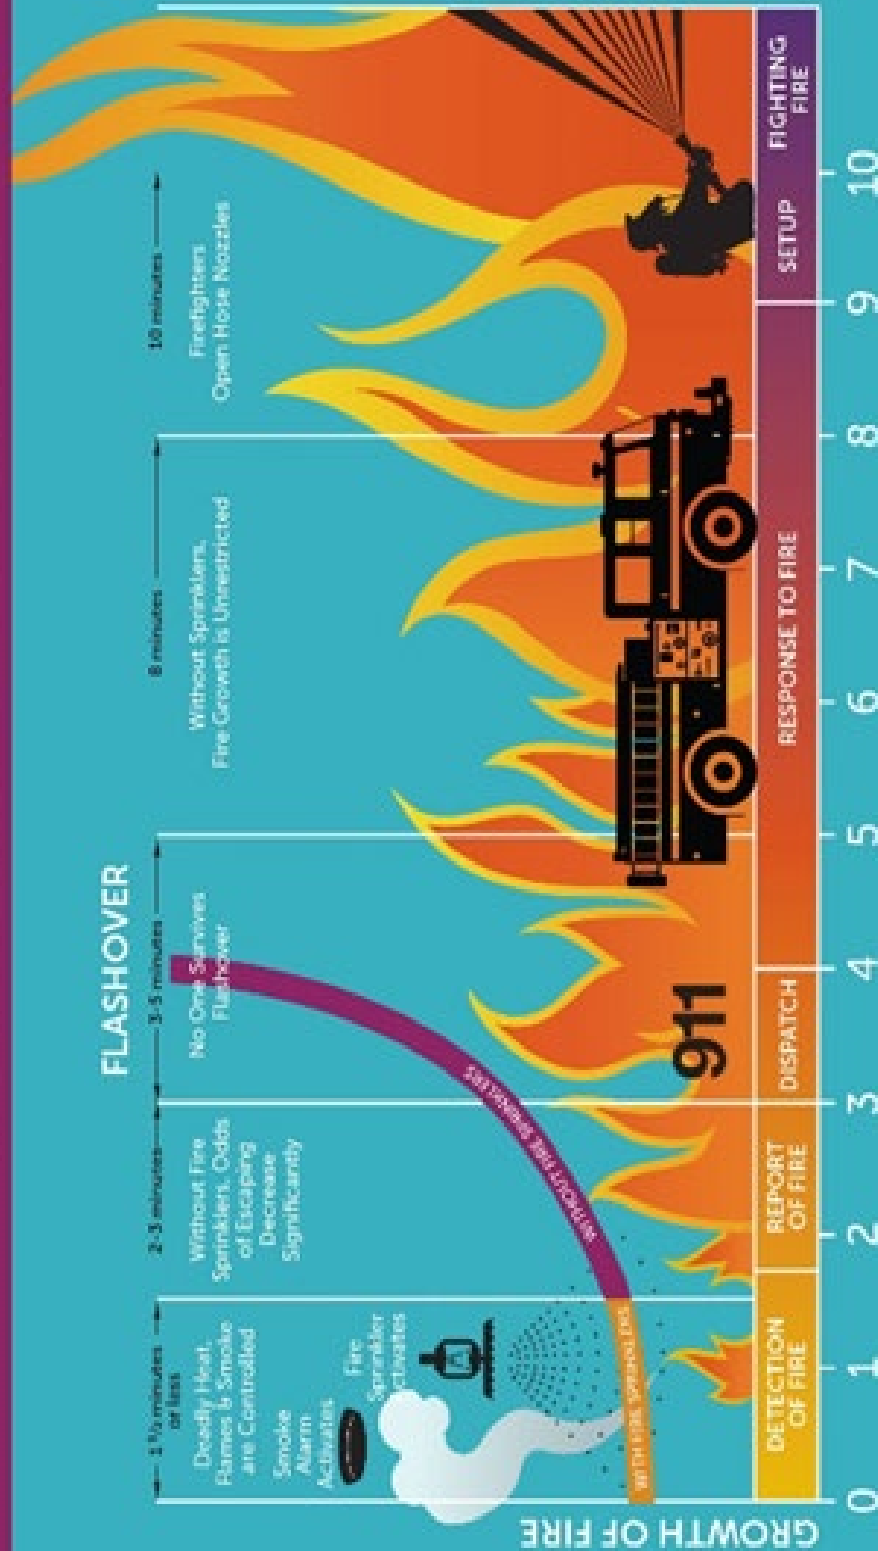 FLASHOVER
1 1/2 minutes
or less
2-3 minutes
3-5 minutes
8 minutes
10 minutes
Deadly Heat,
Flames & Smoke
are Controlled
Smoke
Alarm
Activates
Fire
Sprinkler
Activates
Without Fire
Sprinklers, Odds
of Escaping
Decrease
Significantly
No One Survives
Flashover
Without Sprinklers,
Fire Growth is Unrestricted
Firefighters
Open Hose Nozzles
GROWTH OF FIRE
WITH FIRE SPRINKLERS
WITHOUT FIRE SPRINKLERS
911
DETECTION
OF FIRE
REPORT
OF FIRE
DISPATCH
RESPONSE TO FIRE
SETUP
FIGHTING
FIRE
0 1 2 3 4 5 6 7 8 9 10